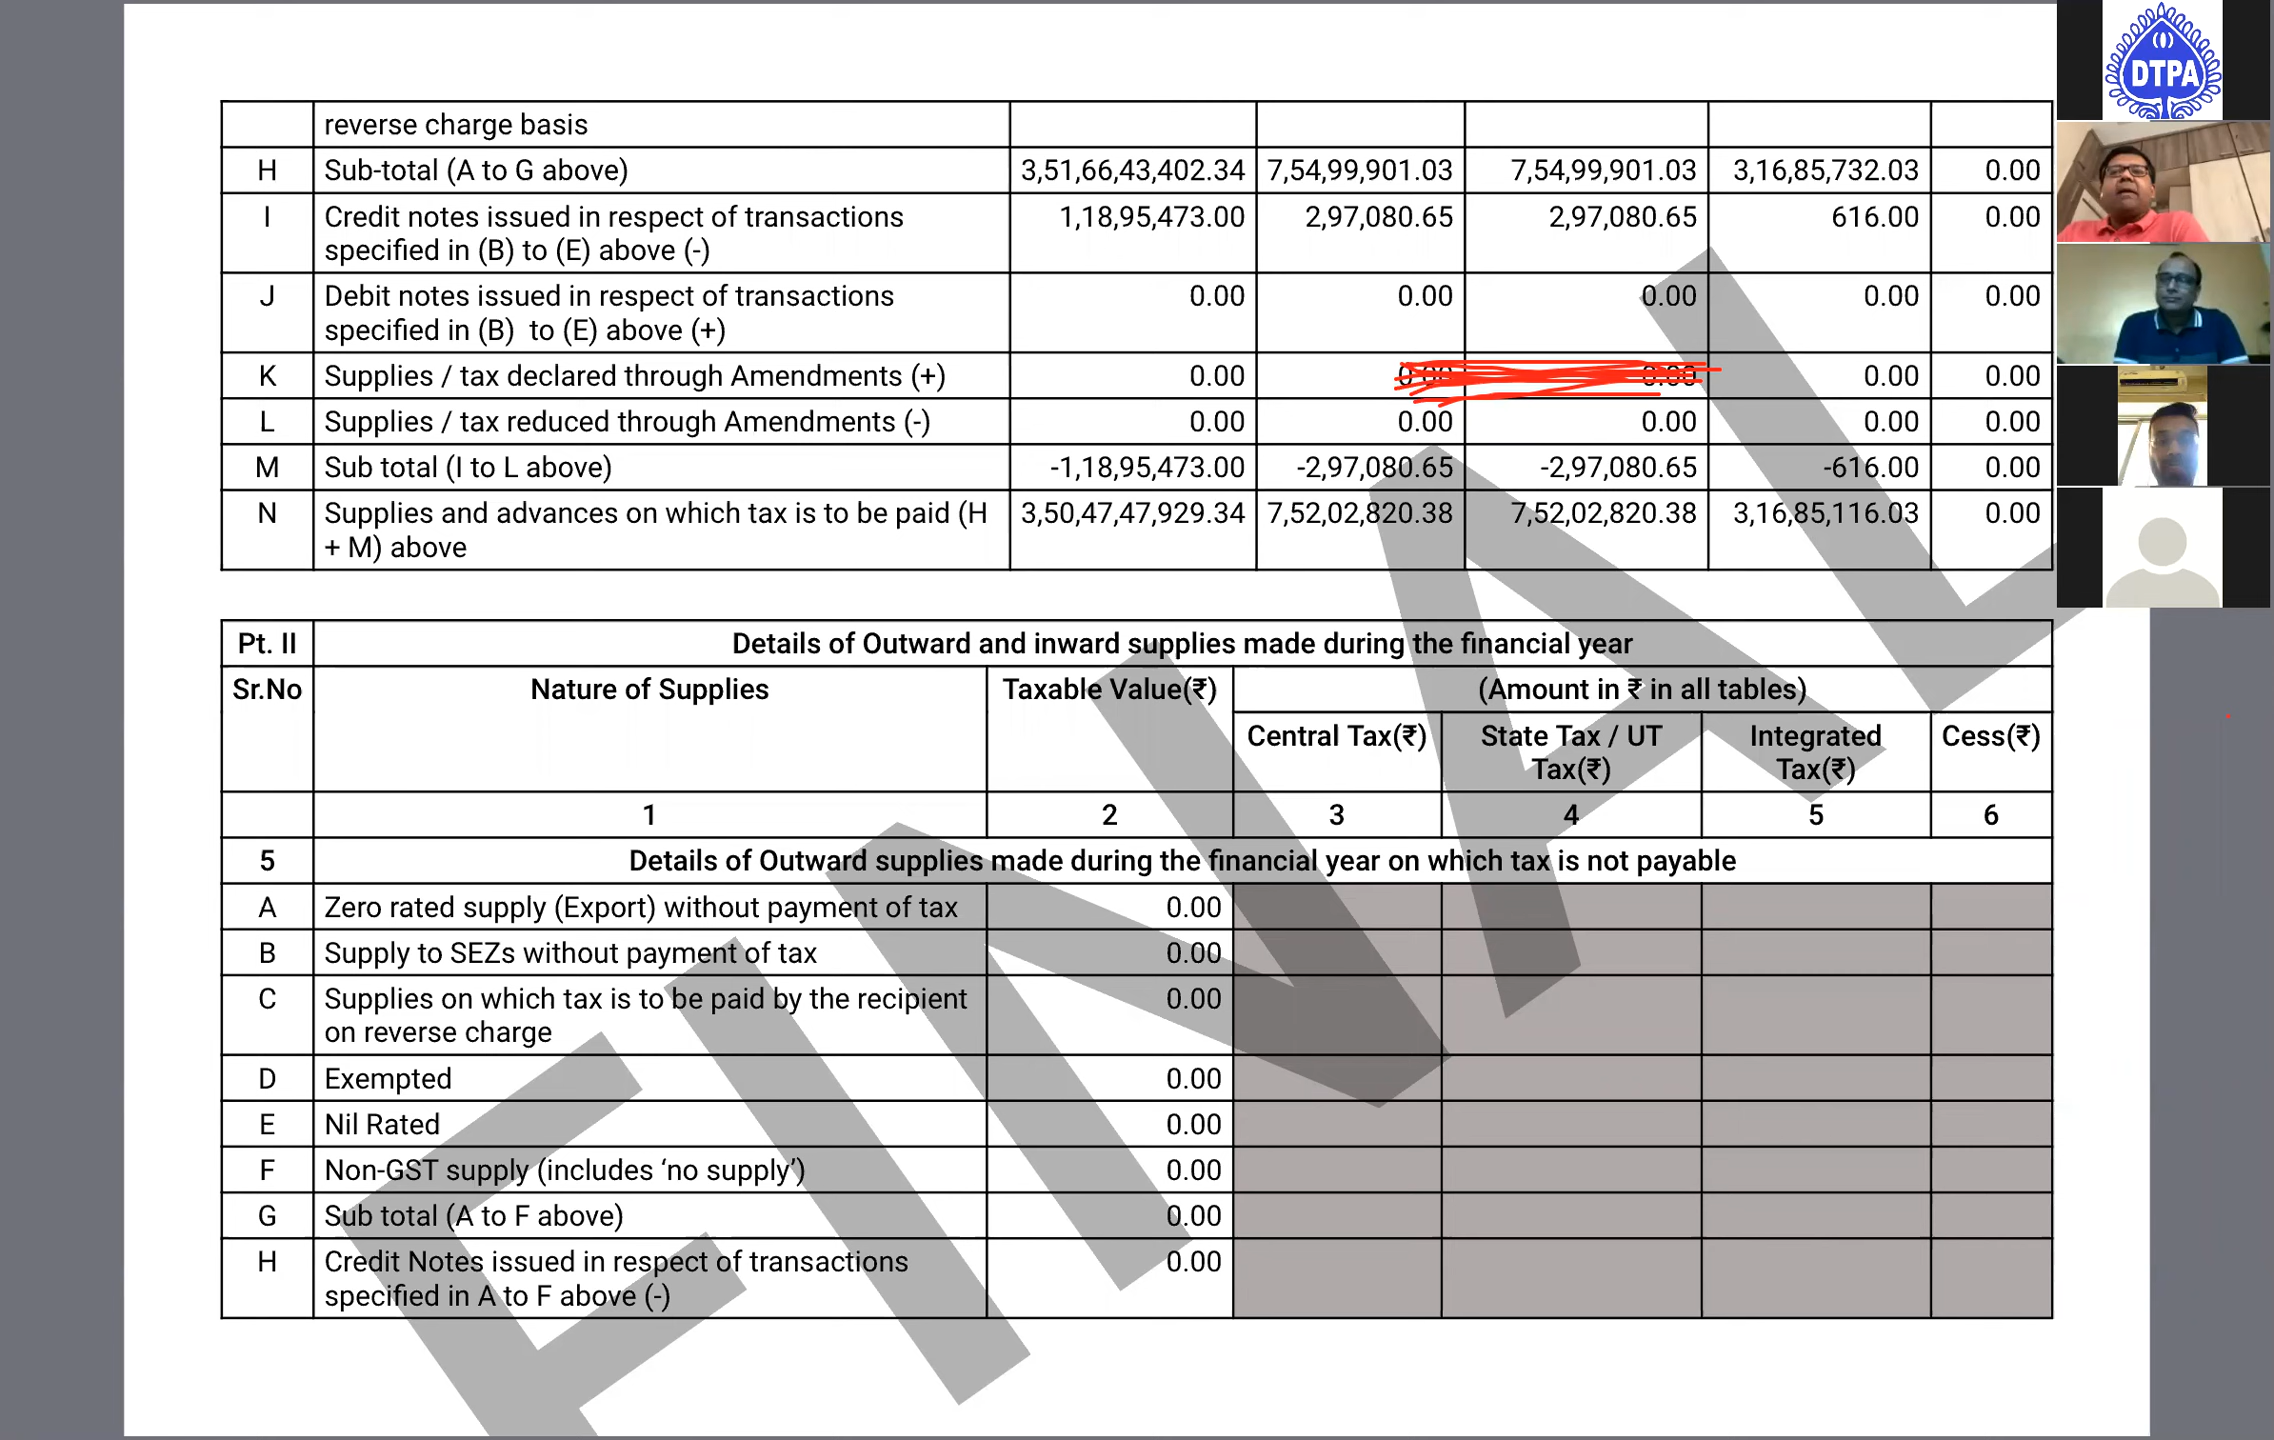 DTPA
reverse charge basis
H Sub-total (A to G above) 3,51,66,43,402.34 7,54,99,901.03 7,54,99,901.03 3,16,85,732.03 0.00
I Credit notes issued in respect of transactions 1,18,95,473.00 2,97,080.65 2,97,080.65 616.00 0.00
specified in (B) to (E) above (-)
J Debit notes issued in respect of transactions 0.00 0.00 0.00 0.00 0.00
specified in (B) to (E) above (+)
K Supplies / tax declared through Amendments (+) 0.00 0.00 0.00 0.00 0.00
L Supplies / tax reduced through Amendments (-) 0.00 0.00 0.00 0.00 0.00
M Sub total (I to L above) -1,18,95,473.00 -2,97,080.65 -2,97,080.65 -616.00 0.00
N Supplies and advances on which tax is to be paid (H 3,50,47,47,929.34 7,52,02,820.38 7,52,02,820.38 3,16,85,116.03 0.00
+ M) above
Pt. II Details of Outward and inward supplies made during the financial year
Sr.No Nature of Supplies Taxable Value(₹) (Amount in ₹ in all tables)
Central Tax(₹) State Tax / UT Integrated Cess(₹)
Tax(₹) Tax(₹)
1 2 3 4 5 6
5 Details of Outward supplies made during the financial year on which tax is not payable
A Zero rated supply (Export) without payment of tax 0.00
B Supply to SEZs without payment of tax 0.00
C Supplies on which tax is to be paid by the recipient 0.00
on reverse charge
D Exempted 0.00
E Nil Rated 0.00
F Non-GST supply (includes ‘no supply’) 0.00
G Sub total (A to F above) 0.00
H Credit Notes issued in respect of transactions 0.00
specified in A to F above (-)
FINAL